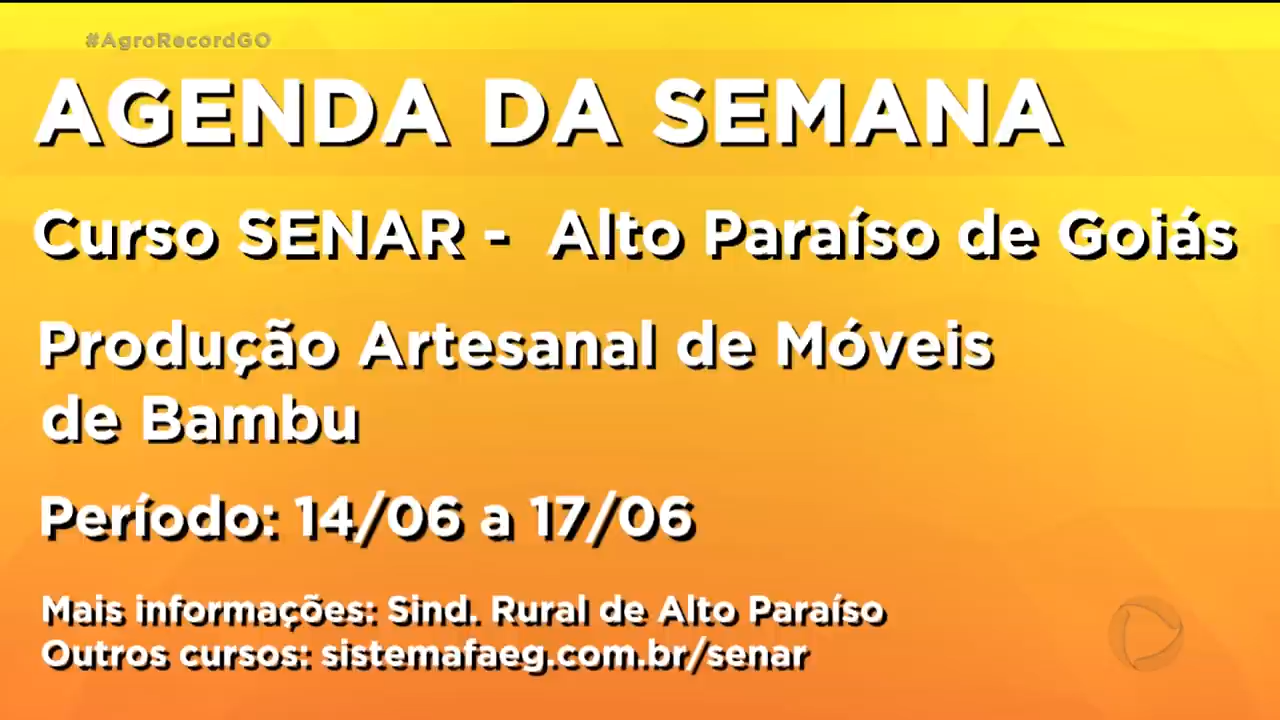 #AgroRecordGO
AGENDA DA SEMANA
Curso SENAR - Alto Paraíso de Goiás
Produção Artesanal de Móveis
de Bambu
Período: 14/06 a 17/06
Mais informações: Sind. Rural de Alto Paraíso
Outros cursos: sistemafaeg.com.br/senar